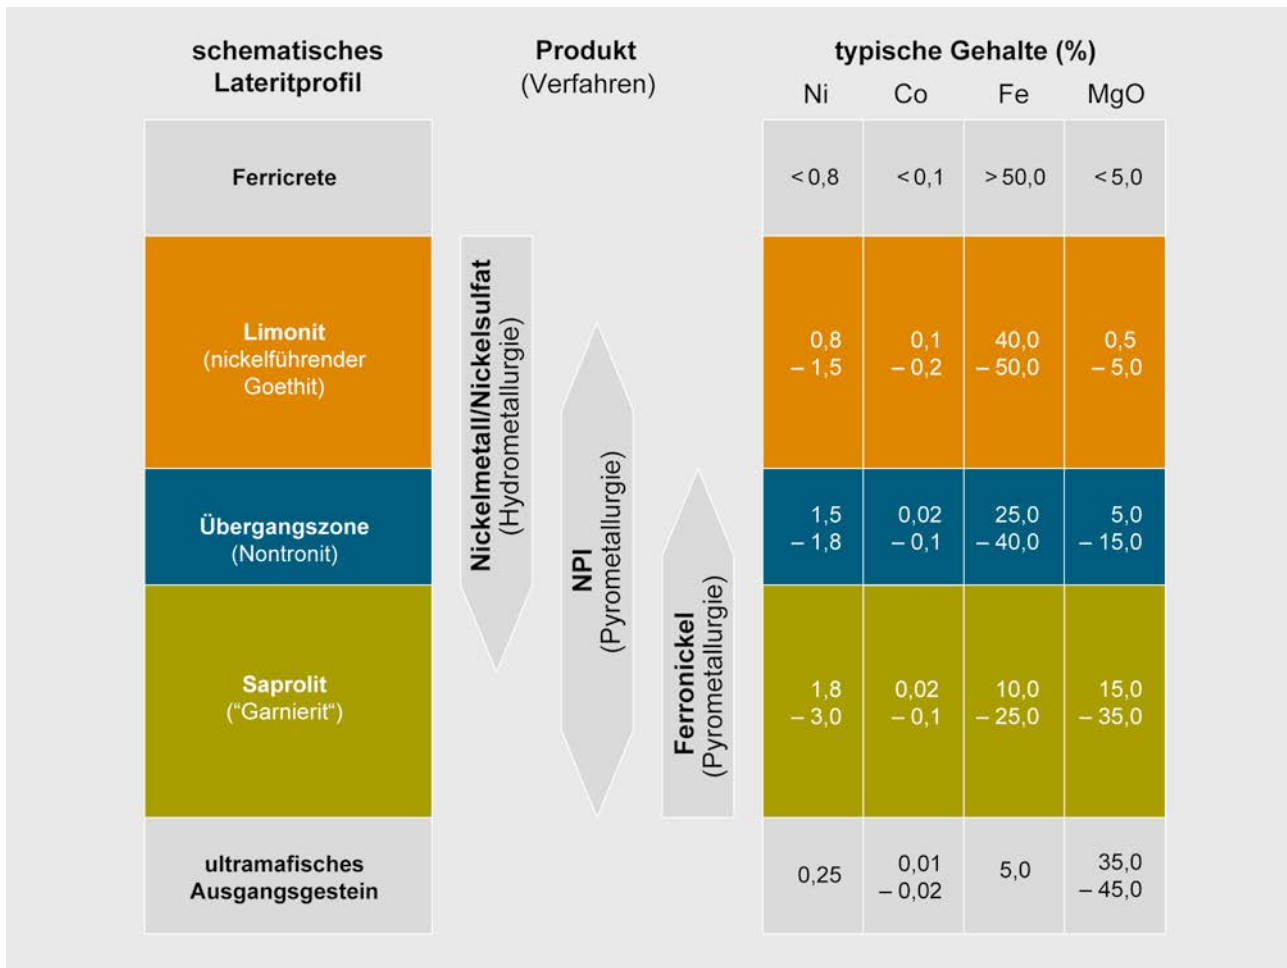 schematisches
Lateritprofil
Produkt
(Verfahren)
typische Gehalte (%)
Ni Co Fe MgO
Ferricrete
< 0,8 < 0,1 > 50,0 < 5,0
Limonit
(nickelführender
Goethit)
0,8 0,1 40,0 0,5
– 1,5 – 0,2 – 50,0 – 5,0
Übergangszone
(Nontronit)
1,5 0,02 25,0 5,0
– 1,8 – 0,1 – 40,0 – 15,0
Saprolit
("Garnierit“)
1,8 0,02 10,0 15,0
– 3,0 – 0,1 – 25,0 – 35,0
ultramafisches
Ausgangsgestein
0,25 0,01 5,0 35,0
– 0,02 – 45,0
Nickelmetall/Nickelsulfat
(Hydrometallurgie)
NPI
(Pyrometallurgie)
Ferronickel
(Pyrometallurgie)